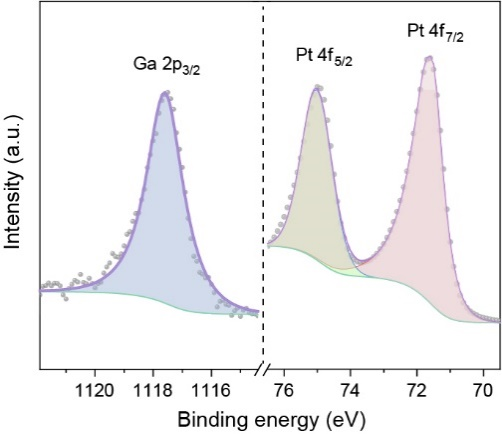 Pt 4f7/2
Pt 4f5/2
Ga 2p3/2
Intensity (a.u.)
1120 1118 1116 76 74 72 70
Binding energy (eV)